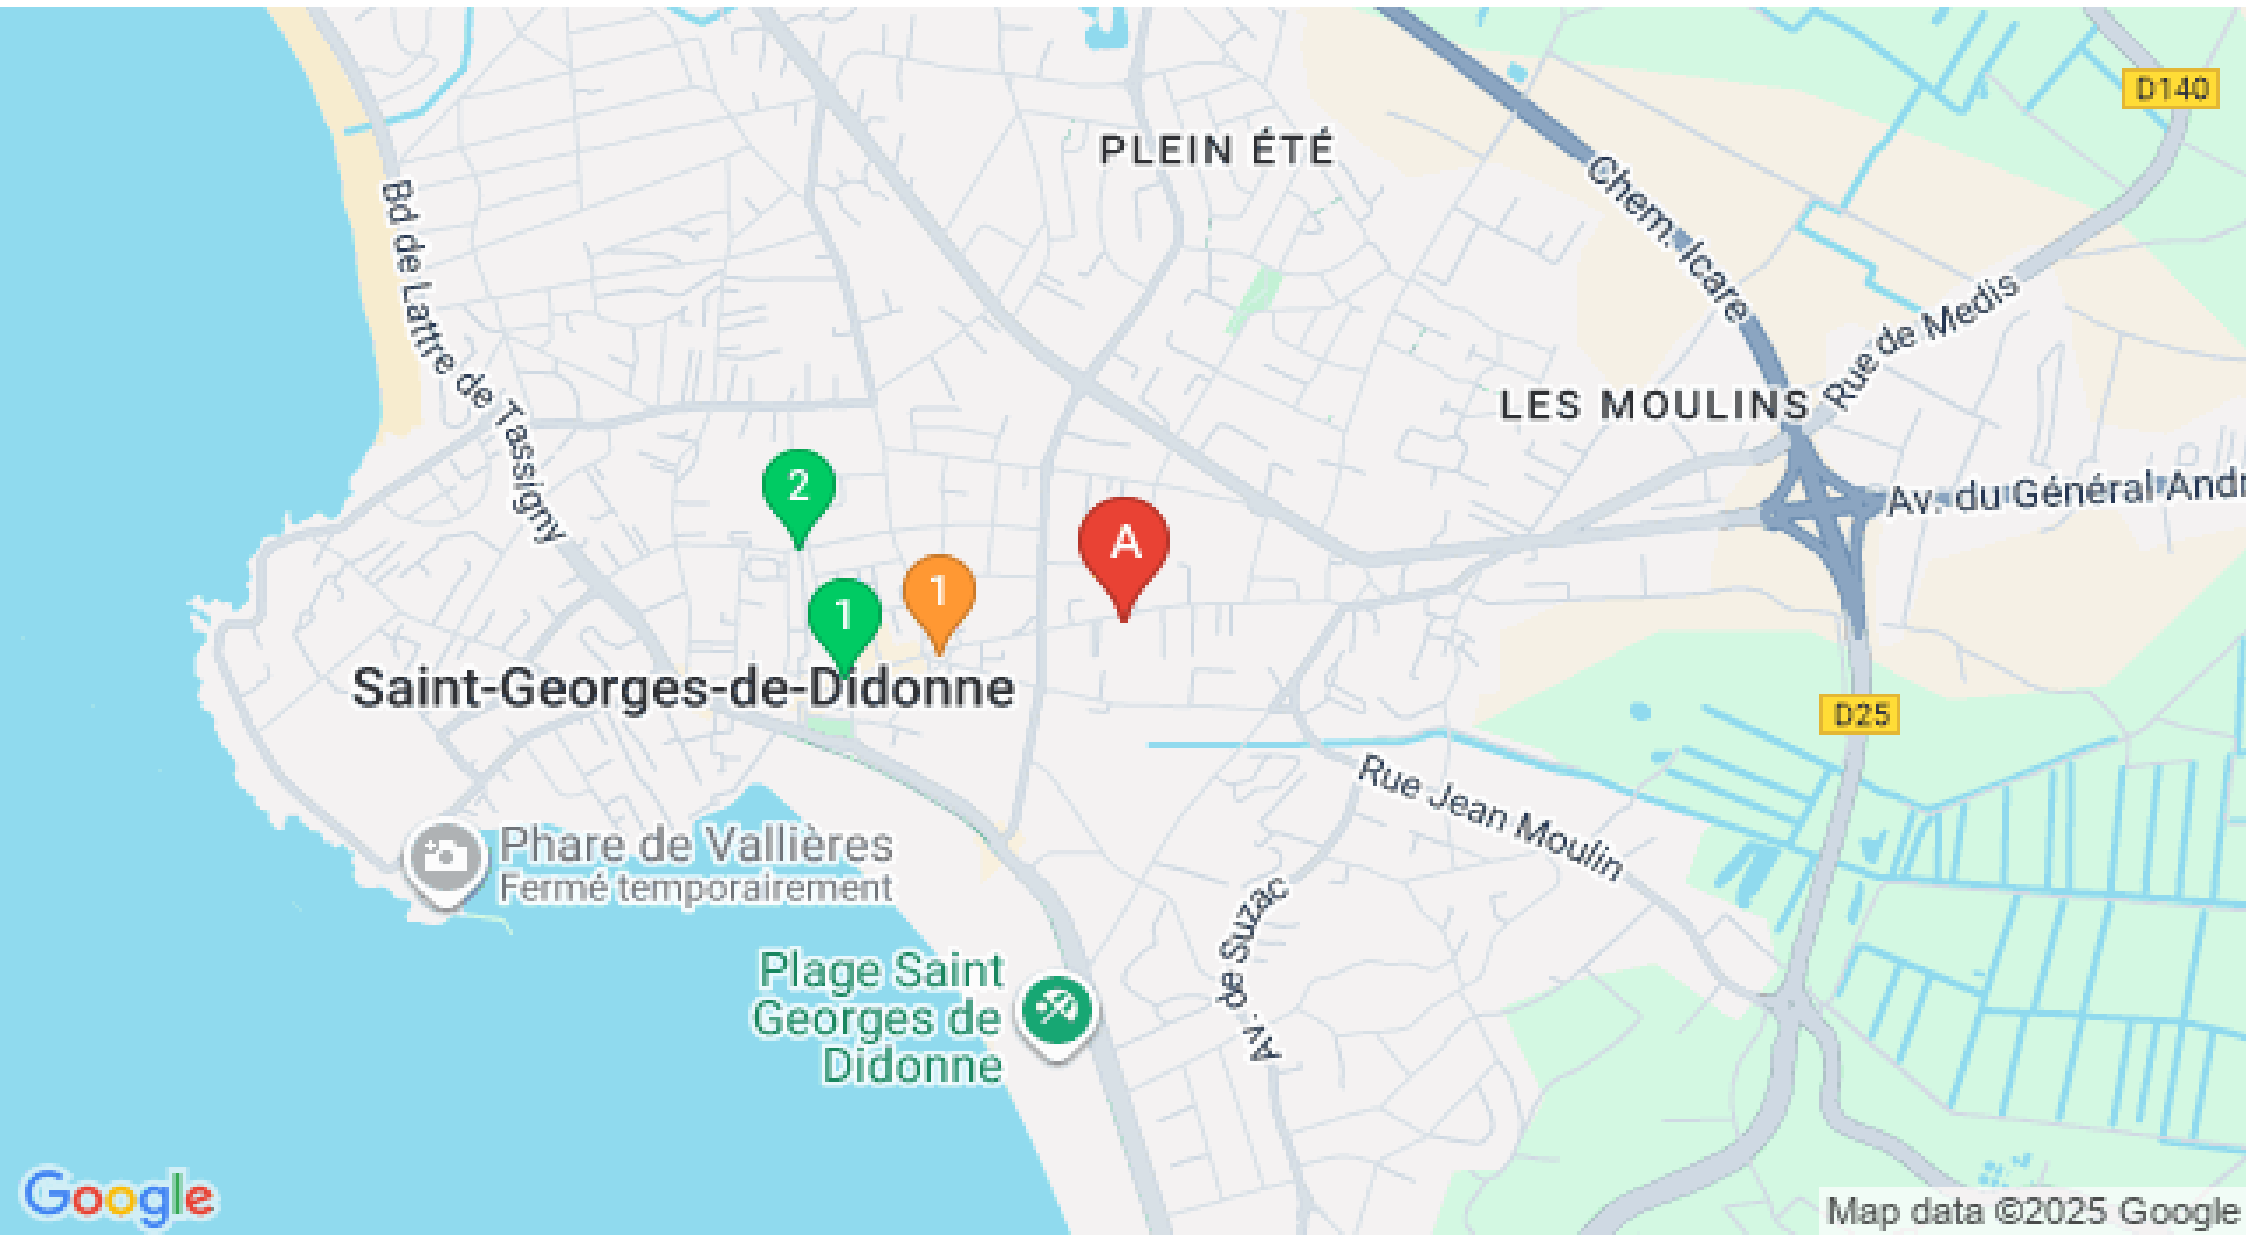 D140
PLEIN ÉTÉ
Chem. Icare
Bd de Lattre de Tassigny
Rue de Medis
LES MOULINS
2
Av. du Général Andr
A
1
1
Saint-Georges-de-Didonne
D25
Rue Jean Moulin
Phare de Vallières
Fermé temporairement
Av. de Suzac
Plage Saint
Georges de
Didonne
Google
Map data ©2025 Google